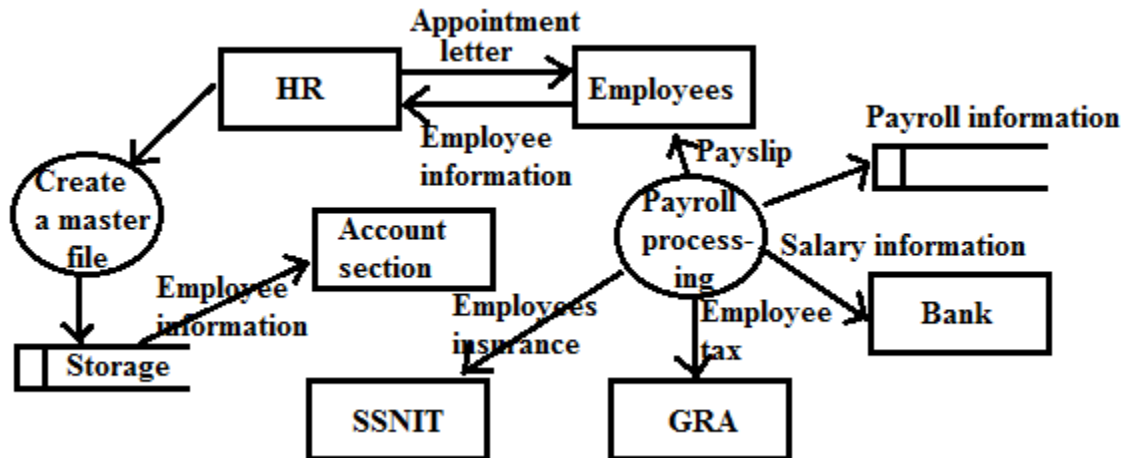 Appointment
letter
HR
Employees
Employee
information
Payslip
Payroll information
Create
a master
file
Account
section
Payroll
process-
ing
Salary information
Employee
information
Employees
insurance
Employee
tax
Bank
Storage
SSNIT
GRA